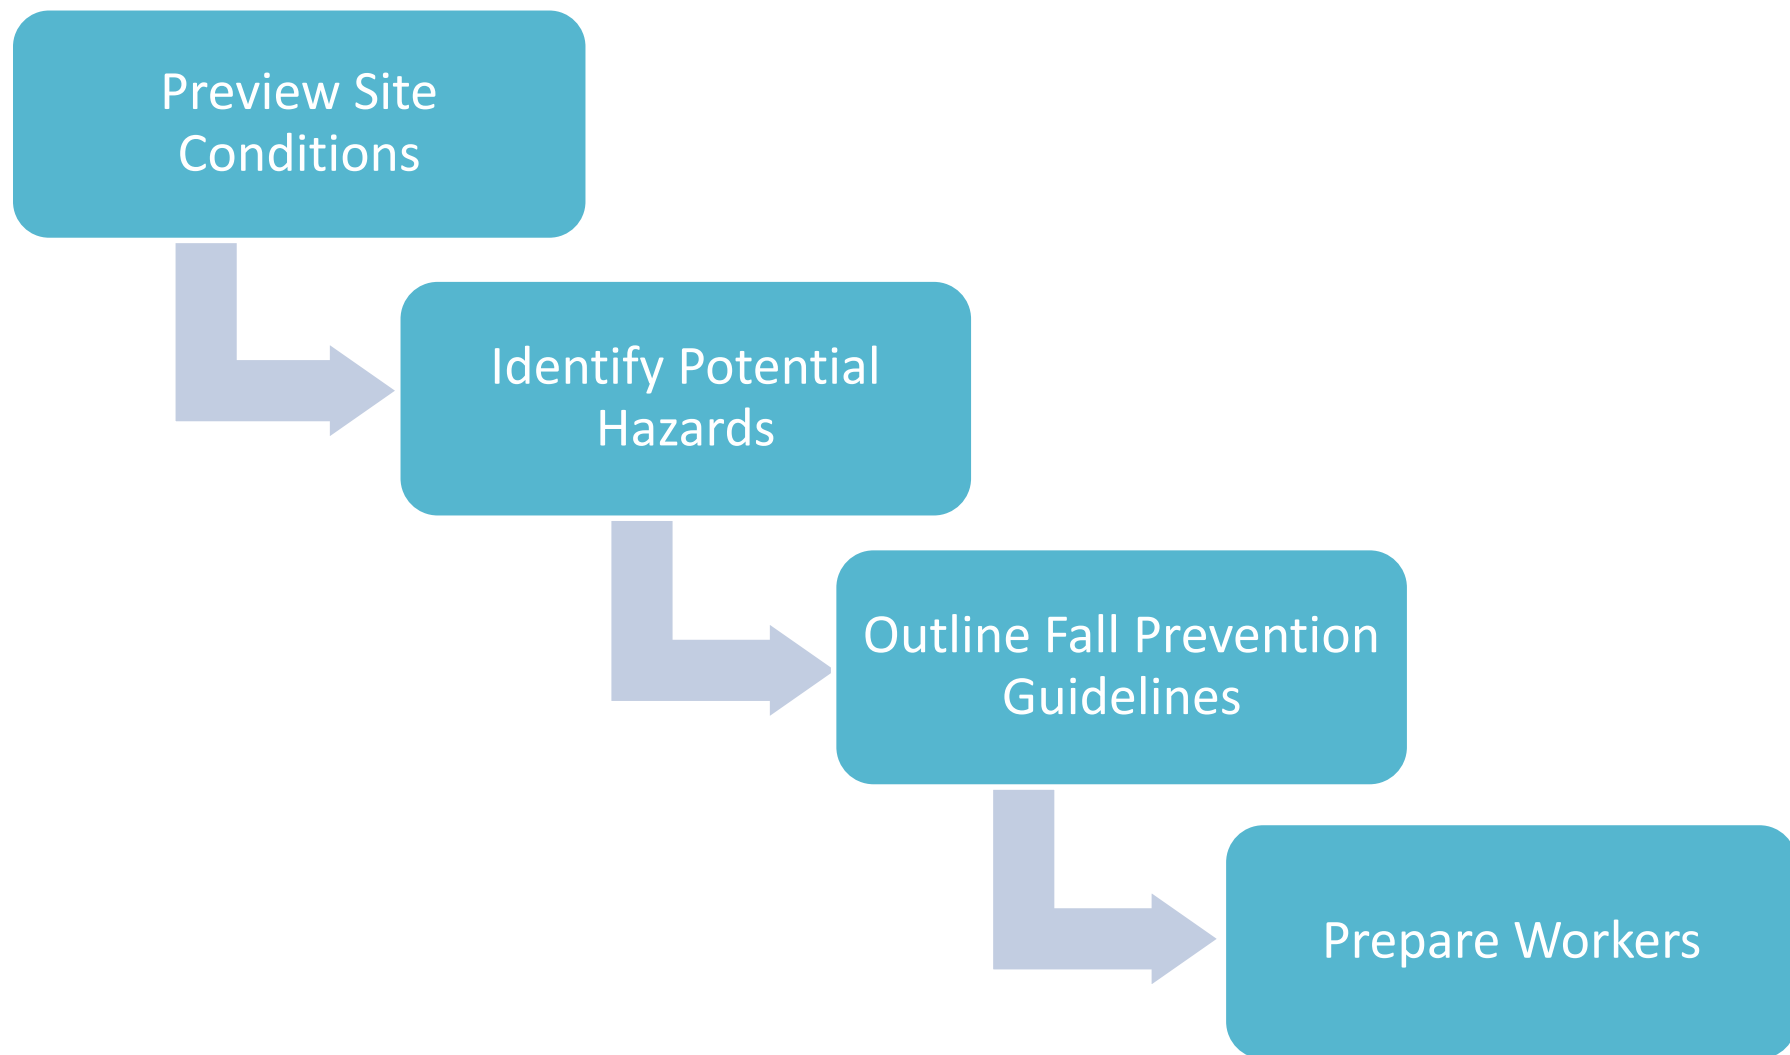 Preview Site
Conditions
Identify Potential
Hazards
Outline Fall Prevention
Guidelines
Prepare Workers